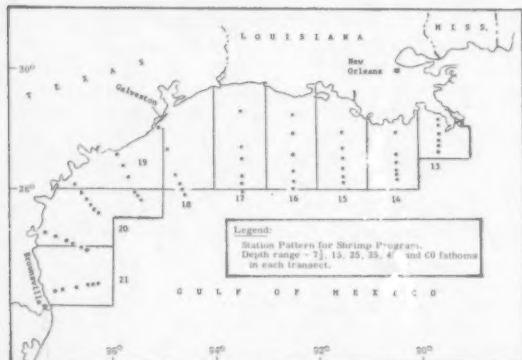 LOUISIANA
MISS.
New
Orleans
30°
TEXAS
Galveston
19
28°
18
17
16
15
14
13
20
Legend:
Station Pattern for Shrimp Program.
Depth range - 7½, 15, 25, 35, and 60 fathoms
in each transect.
Brownsville
21
GULF OF MEXICO
94°
92°
90°